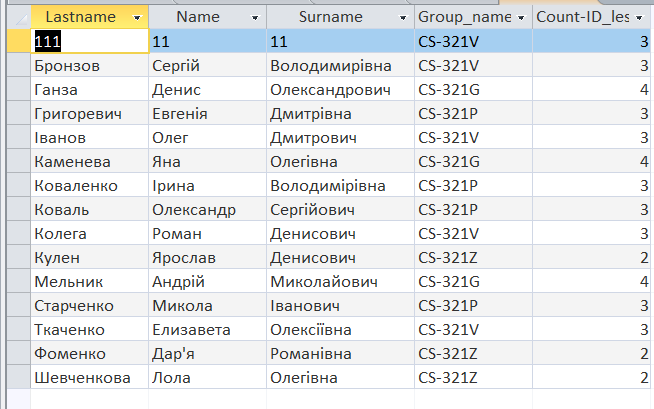 Lastname Name Surname Group_name Count-ID_les
111 11 11 CS-321V 3
Бронзов Сергій Володимирівна CS-321V 3
Ганза Денис Олександрович CS-321G 4
Григоревич Евгенія Дмитрівна CS-321P 3
Іванов Олег Дмитрович CS-321V 3
Каменева Яна Олегівна CS-321G 4
Коваленко Ірина Володимірівна CS-321P 3
Коваль Олександр Сергійович CS-321P 3
Колега Роман Денисович CS-321V 3
Кулен Ярослав Денисович CS-321Z 2
Мельник Андрій Миколайович CS-321G 4
Старченко Микола Іванович CS-321P 3
Ткаченко Елизавета Олексіївна CS-321V 3
Фоменко Дар'я Романівна CS-321Z 2
Шевченкова Лола Олегівна CS-321Z 2